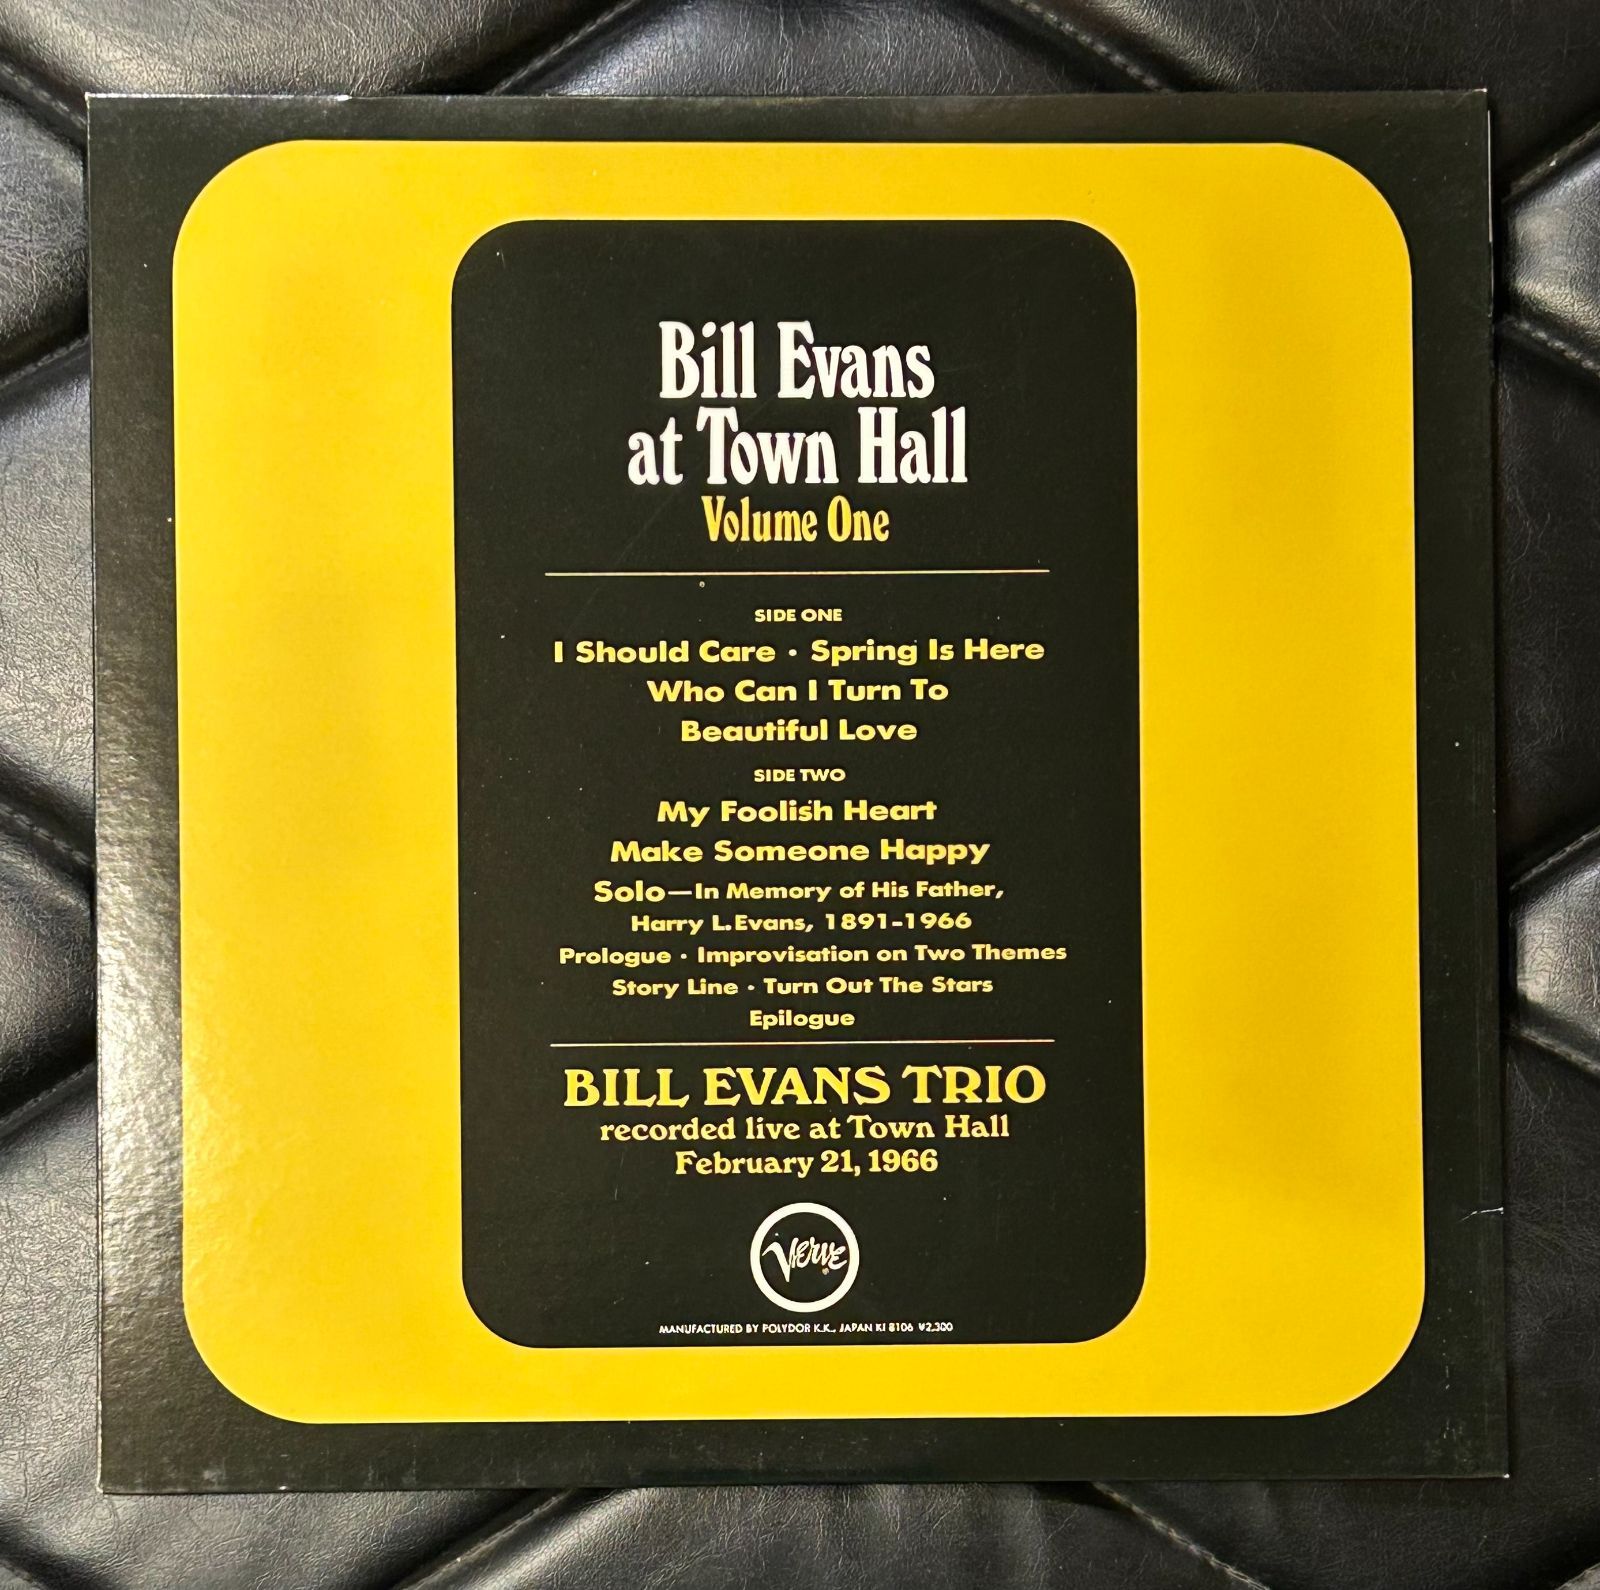 Bill Evans
at Town Hall
Volume One
SIDE ONE
I Should Care • Spring Is Here
Who Can I Turn To
Beautiful Love
SIDE TWO
My Foolish Heart
Make Someone Happy
Solo—In Memory of His Father,
Harry L. Evans, 1891-1966
Prologue • Improvisation on Two Themes
Story Line • Turn Out The Stars
Epilogue
BILL EVANS TRIO
recorded live at Town Hall
February 21, 1966
Verve
MANUFACTURED BY POLYDOR K.K., JAPAN KI 8106 ¥2,300